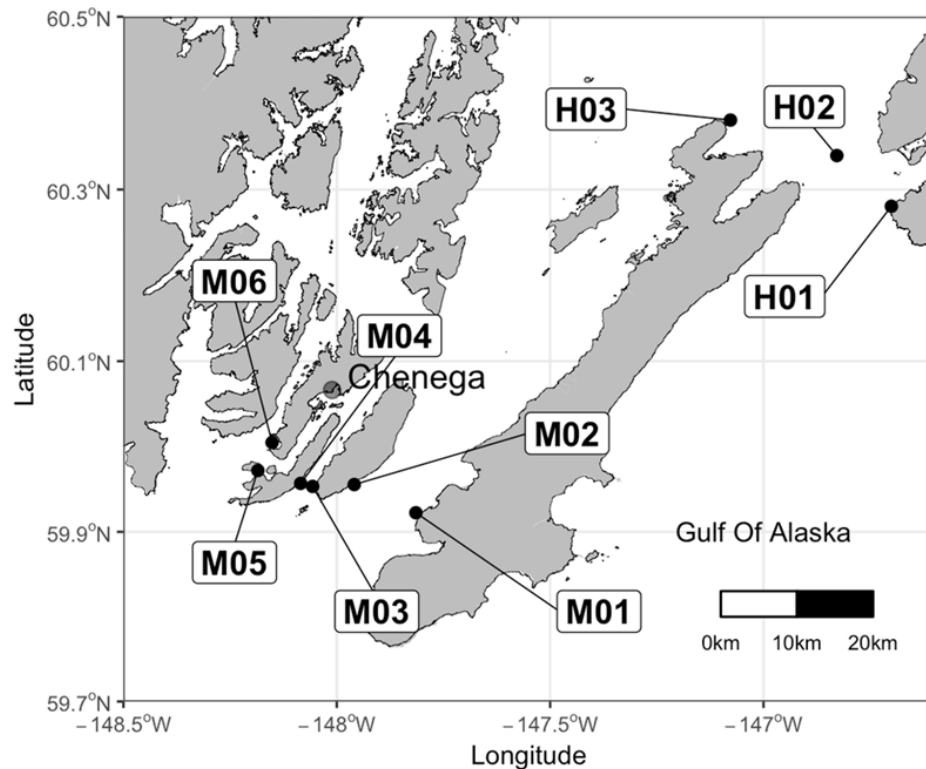 60.5°N
H03
H02
60.3°N
M06
H01
M04
60.1°N
Chenega
M02
59.9°N
Gulf Of Alaska
M05
M03
M01
0km 10km 20km
59.7°N
−148.5°W −148°W −147.5°W −147°W
Longitude
Latitude